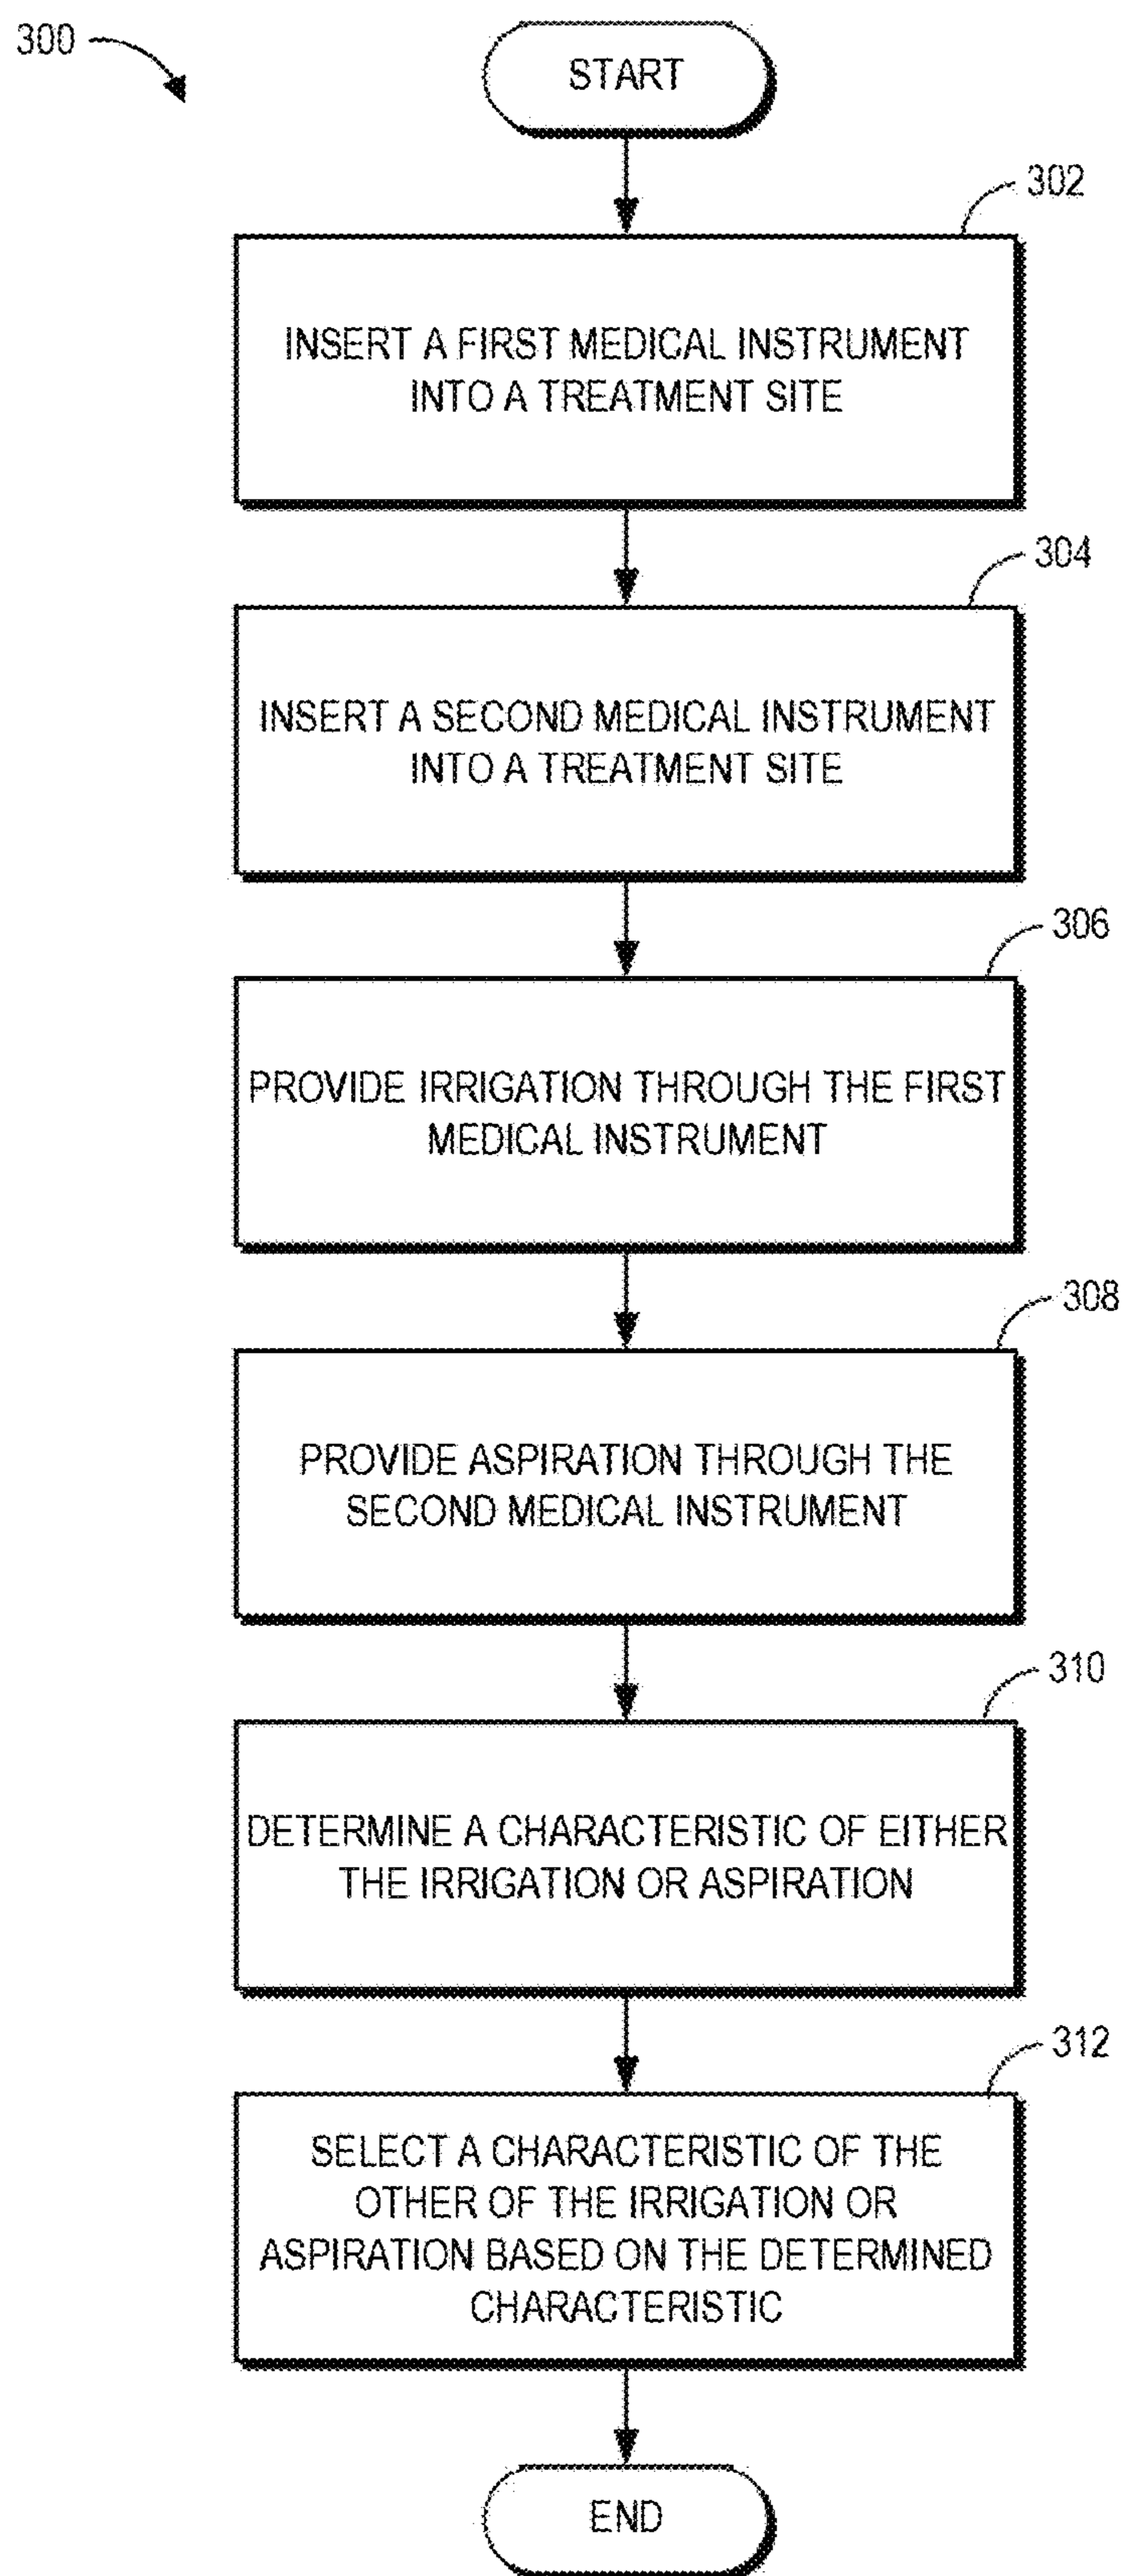 300
START
302
INSERT A FIRST MEDICAL INSTRUMENT
INTO A TREATMENT SITE
304
INSERT A SECOND MEDICAL INSTRUMENT
INTO A TREATMENT SITE
306
PROVIDE IRRIGATION THROUGH THE FIRST
MEDICAL INSTRUMENT
308
PROVIDE ASPIRATION THROUGH THE
SECOND MEDICAL INSTRUMENT
310
DETERMINE A CHARACTERISTIC OF EITHER
THE IRRIGATION OR ASPIRATION
312
SELECT A CHARACTERISTIC OF THE
OTHER OF THE IRRIGATION OR
ASPIRATION BASED ON THE DETERMINED
CHARACTERISTIC
END